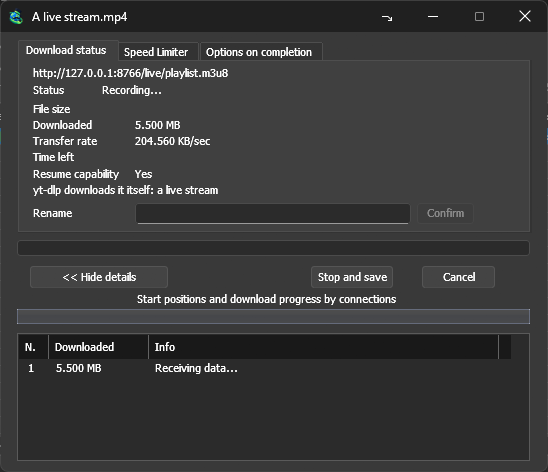 A live stream.mp4
Download status Speed Limiter Options on completion
http://127.0.0.1:8766/live/playlist.m3u8
Status Recording...
File size
Downloaded 5.500 MB
Transfer rate 204.560 KB/sec
Time left
Resume capability Yes
yt-dlp downloads it itself: a live stream
Rename Confirm
<< Hide details Stop and save Cancel
Start positions and download progress by connections
N. Downloaded Info
1 5.500 MB Receiving data...